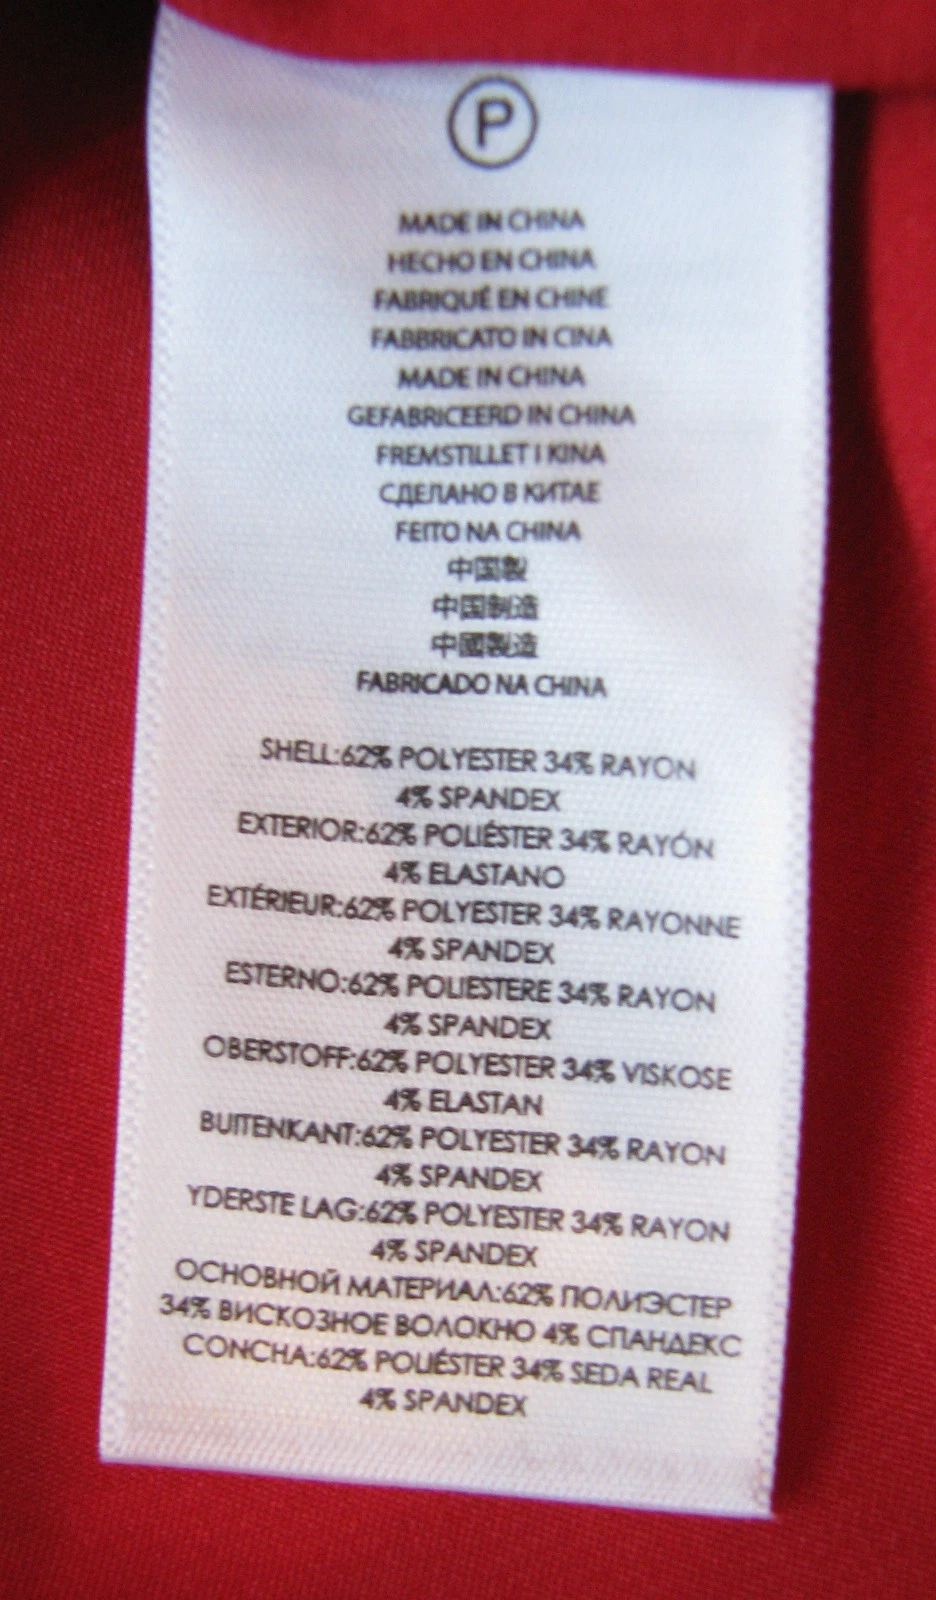 P
MADE IN CHINA
HECHO EN CHINA
FABRIQUÉ EN CHINE
FABBRICATO IN CINA
MADE IN CHINA
GEFABRICEERD IN CHINA
FREMSTILLET I KINA
СДЕЛАНО В КИТАЕ
FEITO NA CHINA
中国製
中国制造
中國製造
FABRICADO NA CHINA
SHELL:62% POLYESTER 34% RAYON
4% SPANDEX
EXTERIOR:62% POLIÉSTER 34% RAYÓN
4% ELASTANO
EXTÉRIEUR:62% POLYESTER 34% RAYONNE
4% SPANDEX
ESTERNO:62% POLIESTERE 34% RAYON
4% SPANDEX
OBERSTOFF:62% POLYESTER 34% VISKOSE
4% ELASTAN
BUITENKANT:62% POLYESTER 34% RAYON
4% SPANDEX
YDERSTE LAG:62% POLYESTER 34% RAYON
4% SPANDEX
ОСНОВНОЙ МАТЕРИАЛ:62% ПОЛИЭСТЕР
34% ВИСКОЗНОЕ ВОЛОКНО 4% СПАНДЕКС
CONCHA:62% POLIÉSTER 34% SEDA REAL
4% SPANDEX